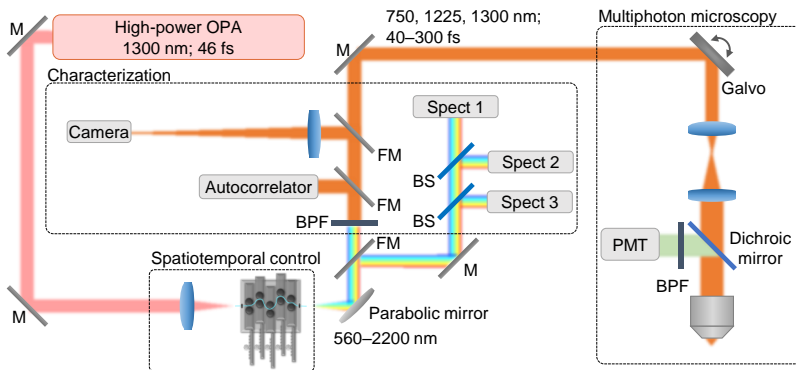 M
High-power OPA
1300 nm; 46 fs
M
750, 1225, 1300 nm;
40–300 fs
Multiphoton microscopy
Galvo
Characterization
Camera
FM
Spect 1
Spect 2
BS
Autocorrelator
FM
Spect 3
BS
BPF
FM
M
PMT
Dichroic
mirror
BPF
Spatiotemporal control
M
Parabolic mirror
560–2200 nm